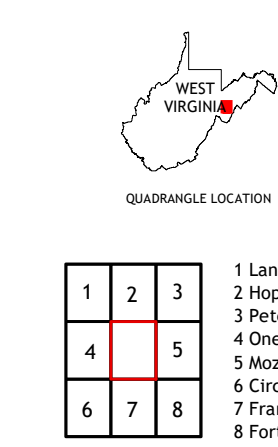 WEST
VIRGINIA
QUADRANGLE LOCATION
1 2 3
4 5
6 7 8
1 Lan
2 Hop
3 Pet
4 One
5 Moz
6 Circ
7 Fran
8 Fort